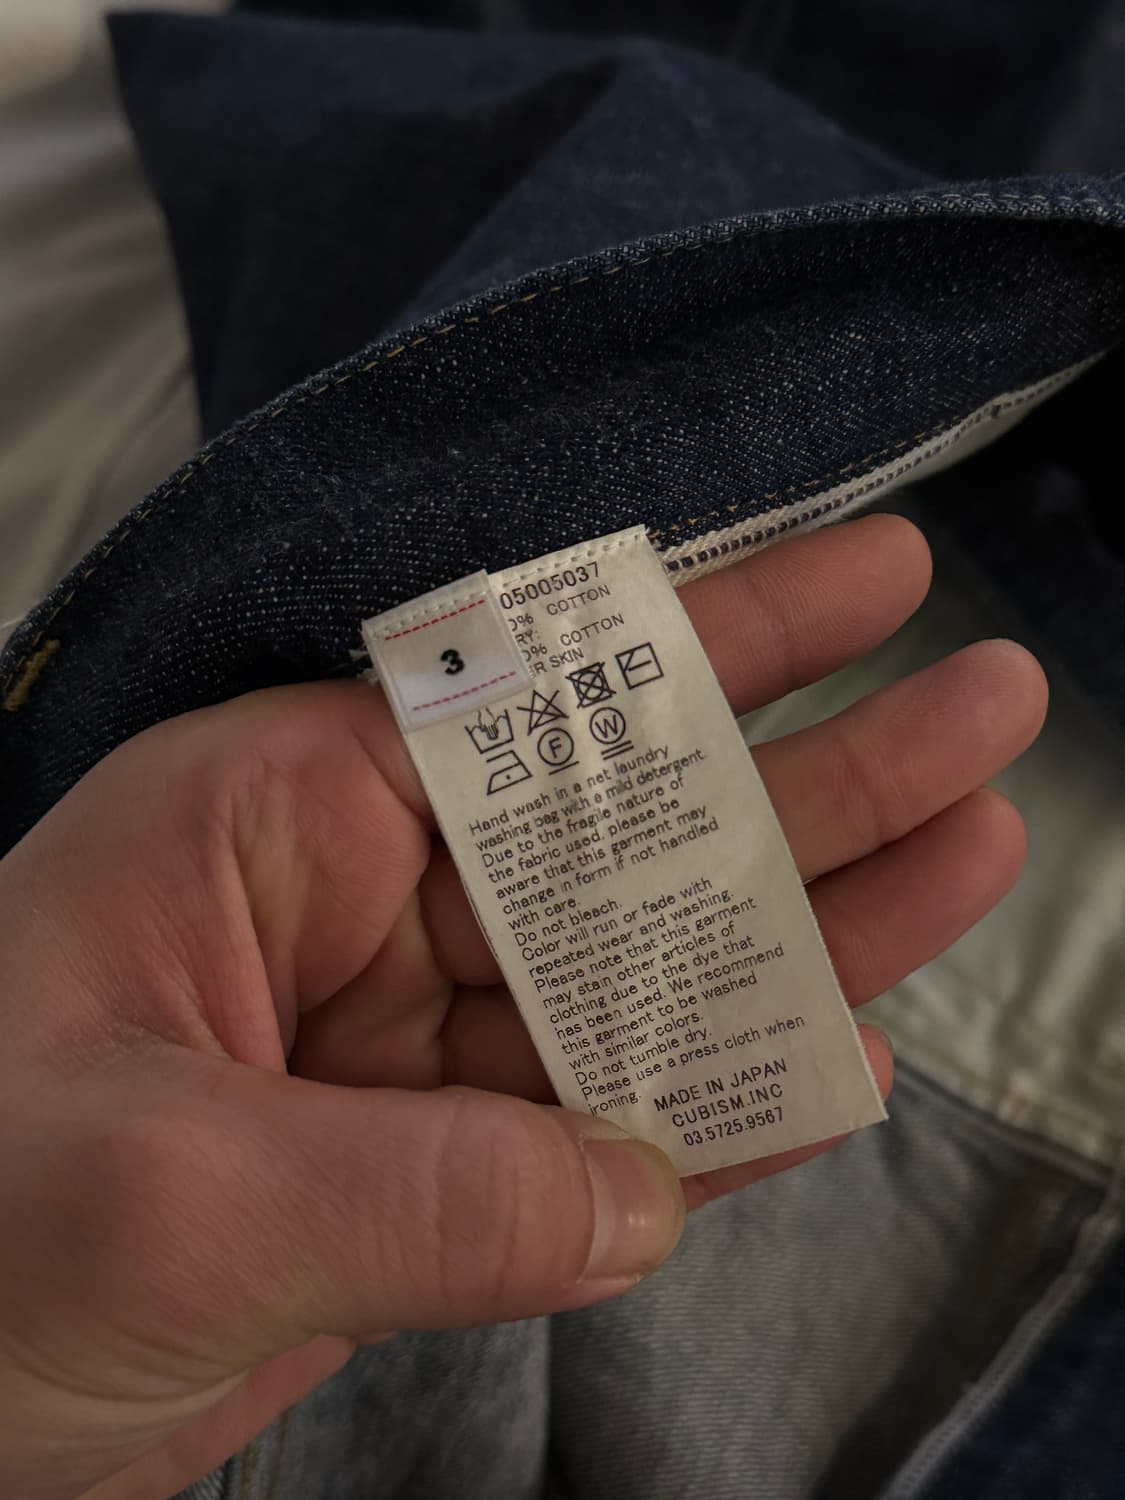 3
05005037
0% COTTON
RY:
0% COTTON
ER SKIN
F
W
Hand wash in a net laundry
washing bag with a mild detergent.
Due to the fragile nature of
the fabric used, please be
aware that this garment may
change in form if not handled
with care.
Do not bleach.
Color will run or fade with
repeated wear and washing.
Please note that this garment
may stain other articles of
clothing due to the dye that
has been used. We recommend
this garment to be washed
with similar colors.
Do not tumble dry.
Please use a press cloth when
ironing.
MADE IN JAPAN
CUBISM.INC
03.5725.9567